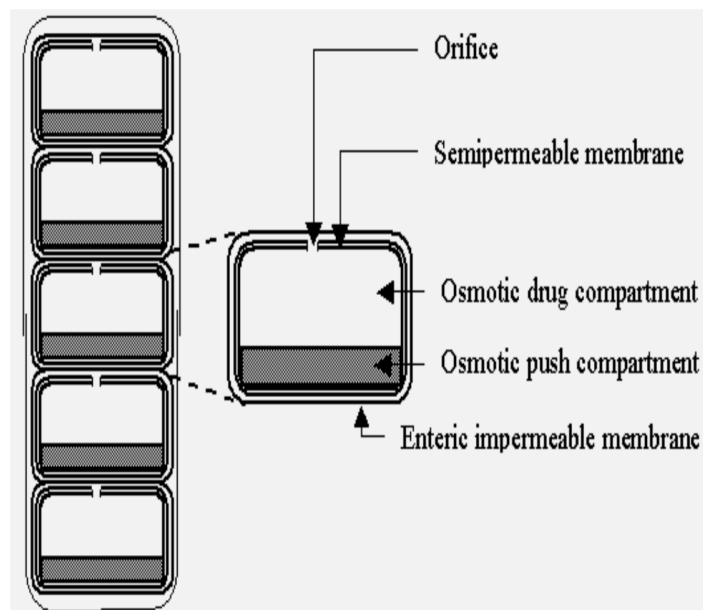 Orifice
Semipermeable membrane
Osmotic drug compartment
Osmotic push compartment
Enteric impermeable membrane